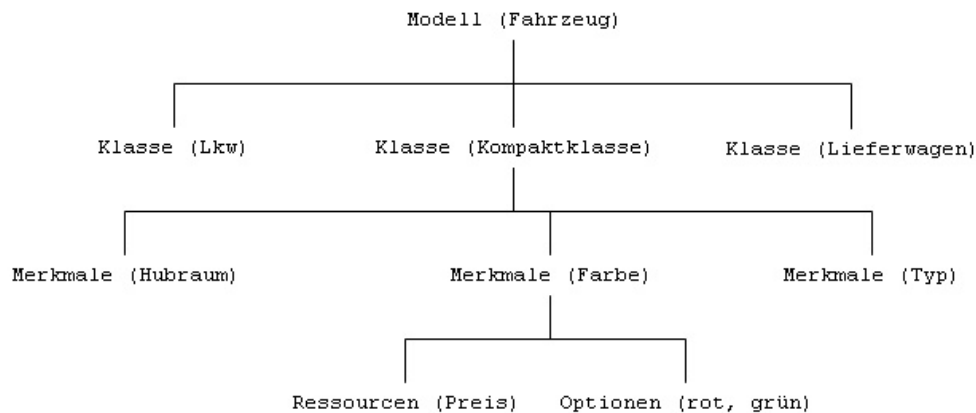 Modell (Fahrzeug)
Klasse (Lkw) Klasse (Kompaktklasse) Klasse (Lieferwagen)
Merkmale (Hubraum) Merkmale (Farbe) Merkmale (Typ)
Ressourcen (Preis) Optionen (rot, grün)